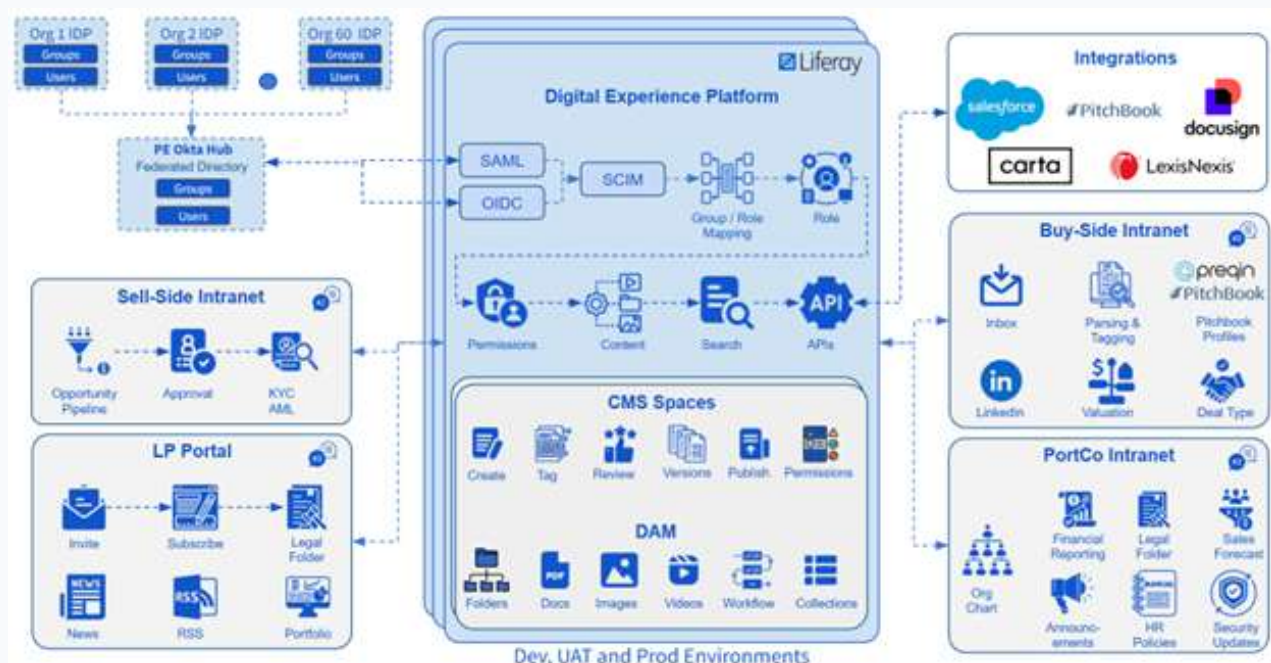 Org 1 IDP
Groups
Users
Org 2 IDP
Groups
Users
Org 60 IDP
Groups
Users
PE Okta Hub
Federated Directory
Groups
Users
Liferay
Digital Experience Platform
SAML
OIDC
SCIM
Group / Role
Mapping
Role
Permissions
Content
Search
API
APIs
CMS Spaces
Create
Tag
Review
Versions
Publish
Permissions
DAM
Folders
PDF
Docs
Images
Videos
Workflow
Collections
Dev, UAT and Prod Environments
Sell-Side Intranet
Opportunity
Pipeline
Approval
KYC
AML
LP Portal
Invite
Subscribe
Legal
Folder
NEWS
News
RSS
RSS
Portfolio
Integrations
salesforce
PitchBook
docusign
carta
LexisNexis
Buy-Side Intranet
Inbox
Parsing &
Tagging
preqin
PitchBook
Pitchbook
Profiles
in
LinkedIn
$
Valuation
Deal Type
PortCo Intranet
Org
Chart
Financial
Reporting
Legal
Folder
Sales
Forecast
Announc-
ements
MANUAL
HR
Policies
Security
Updates